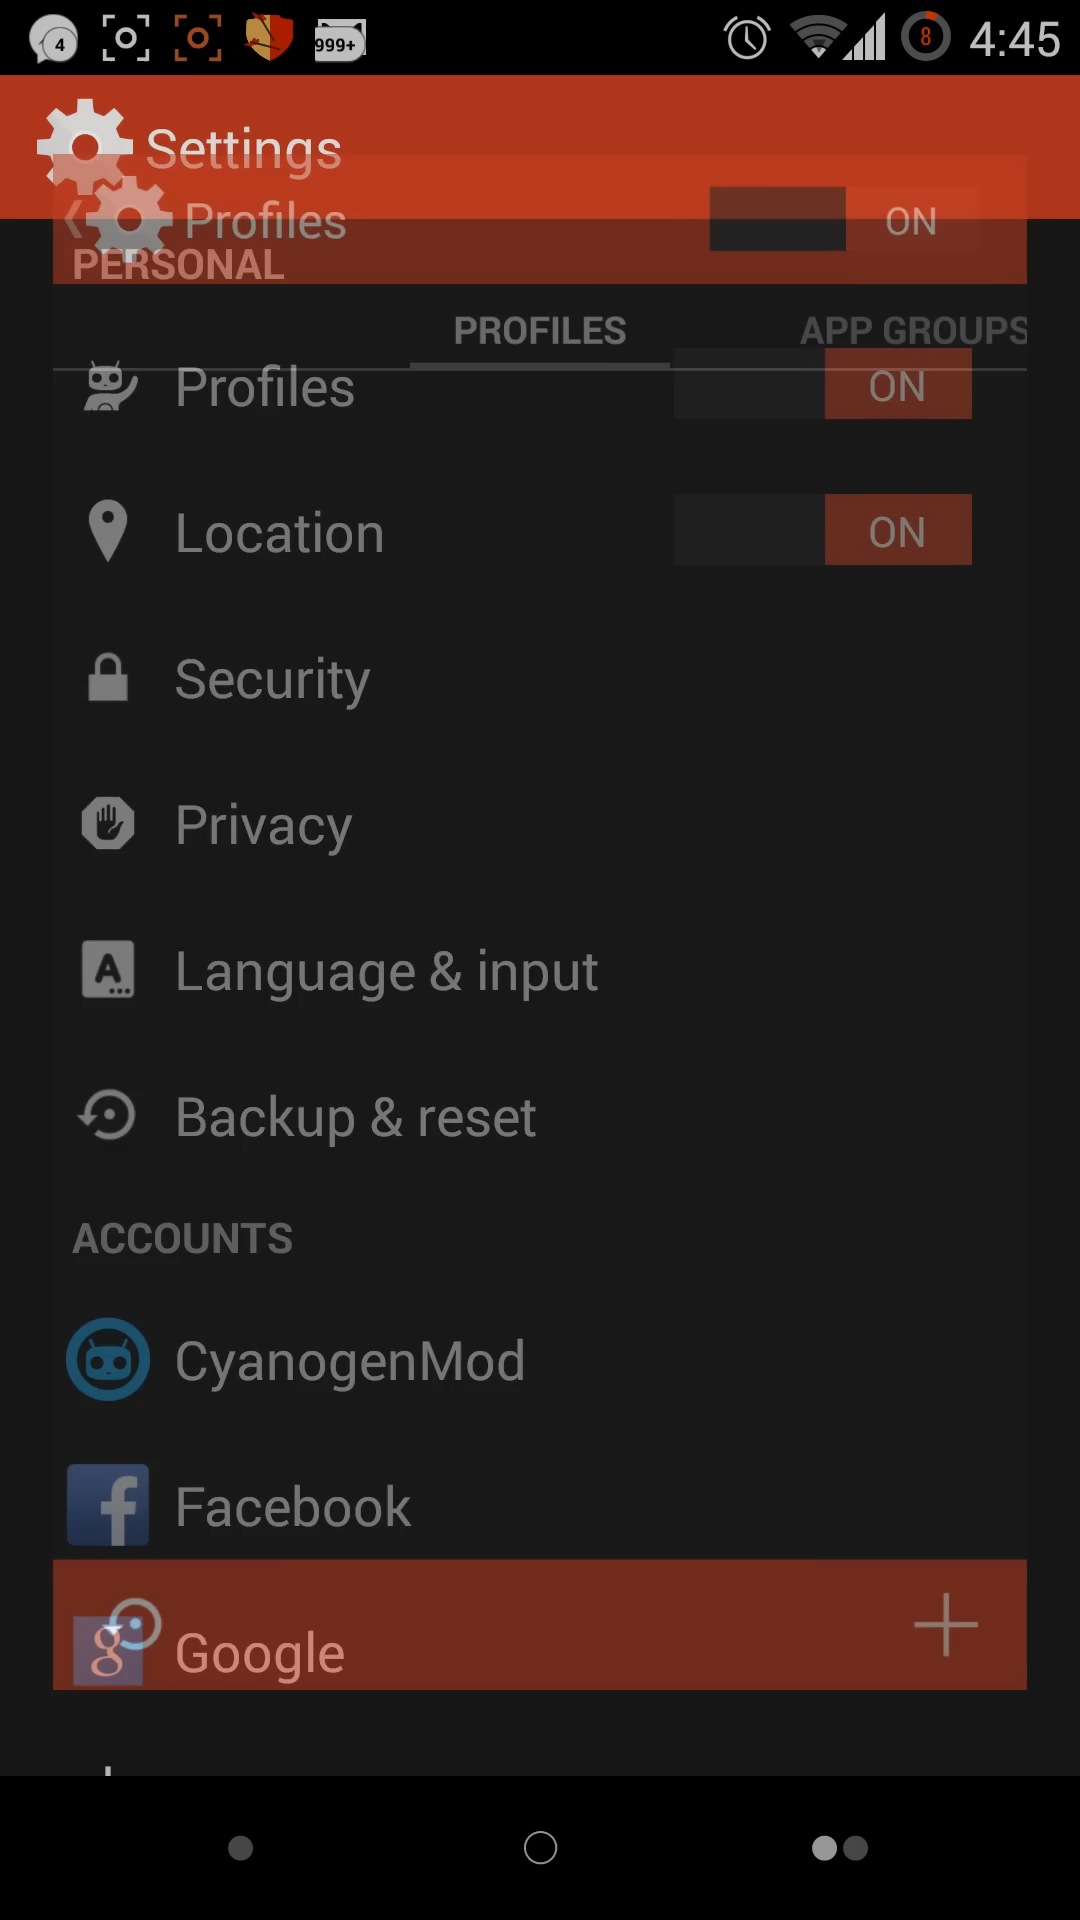 4
999+
8
4:45
Settings
Profiles ON
PERSONAL
PROFILES APP GROUPS
Profiles ON
Location ON
Security
Privacy
A
Language & input
Backup & reset
ACCOUNTS
CyanogenMod
f
Facebook
g
Google